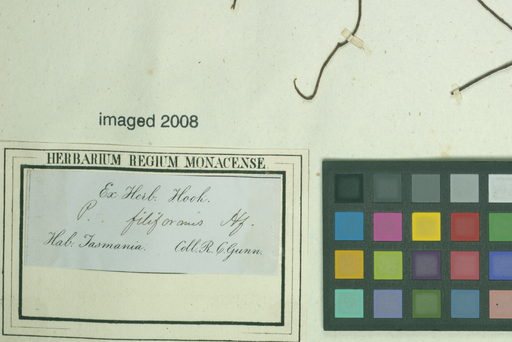 imaged 2008
HERBARIUM REGIUM MONACENSE
Ex Herb. Hook.
P. . filiformis Hf.
Hab. Tasmania. Coll. R. C. Gunn.